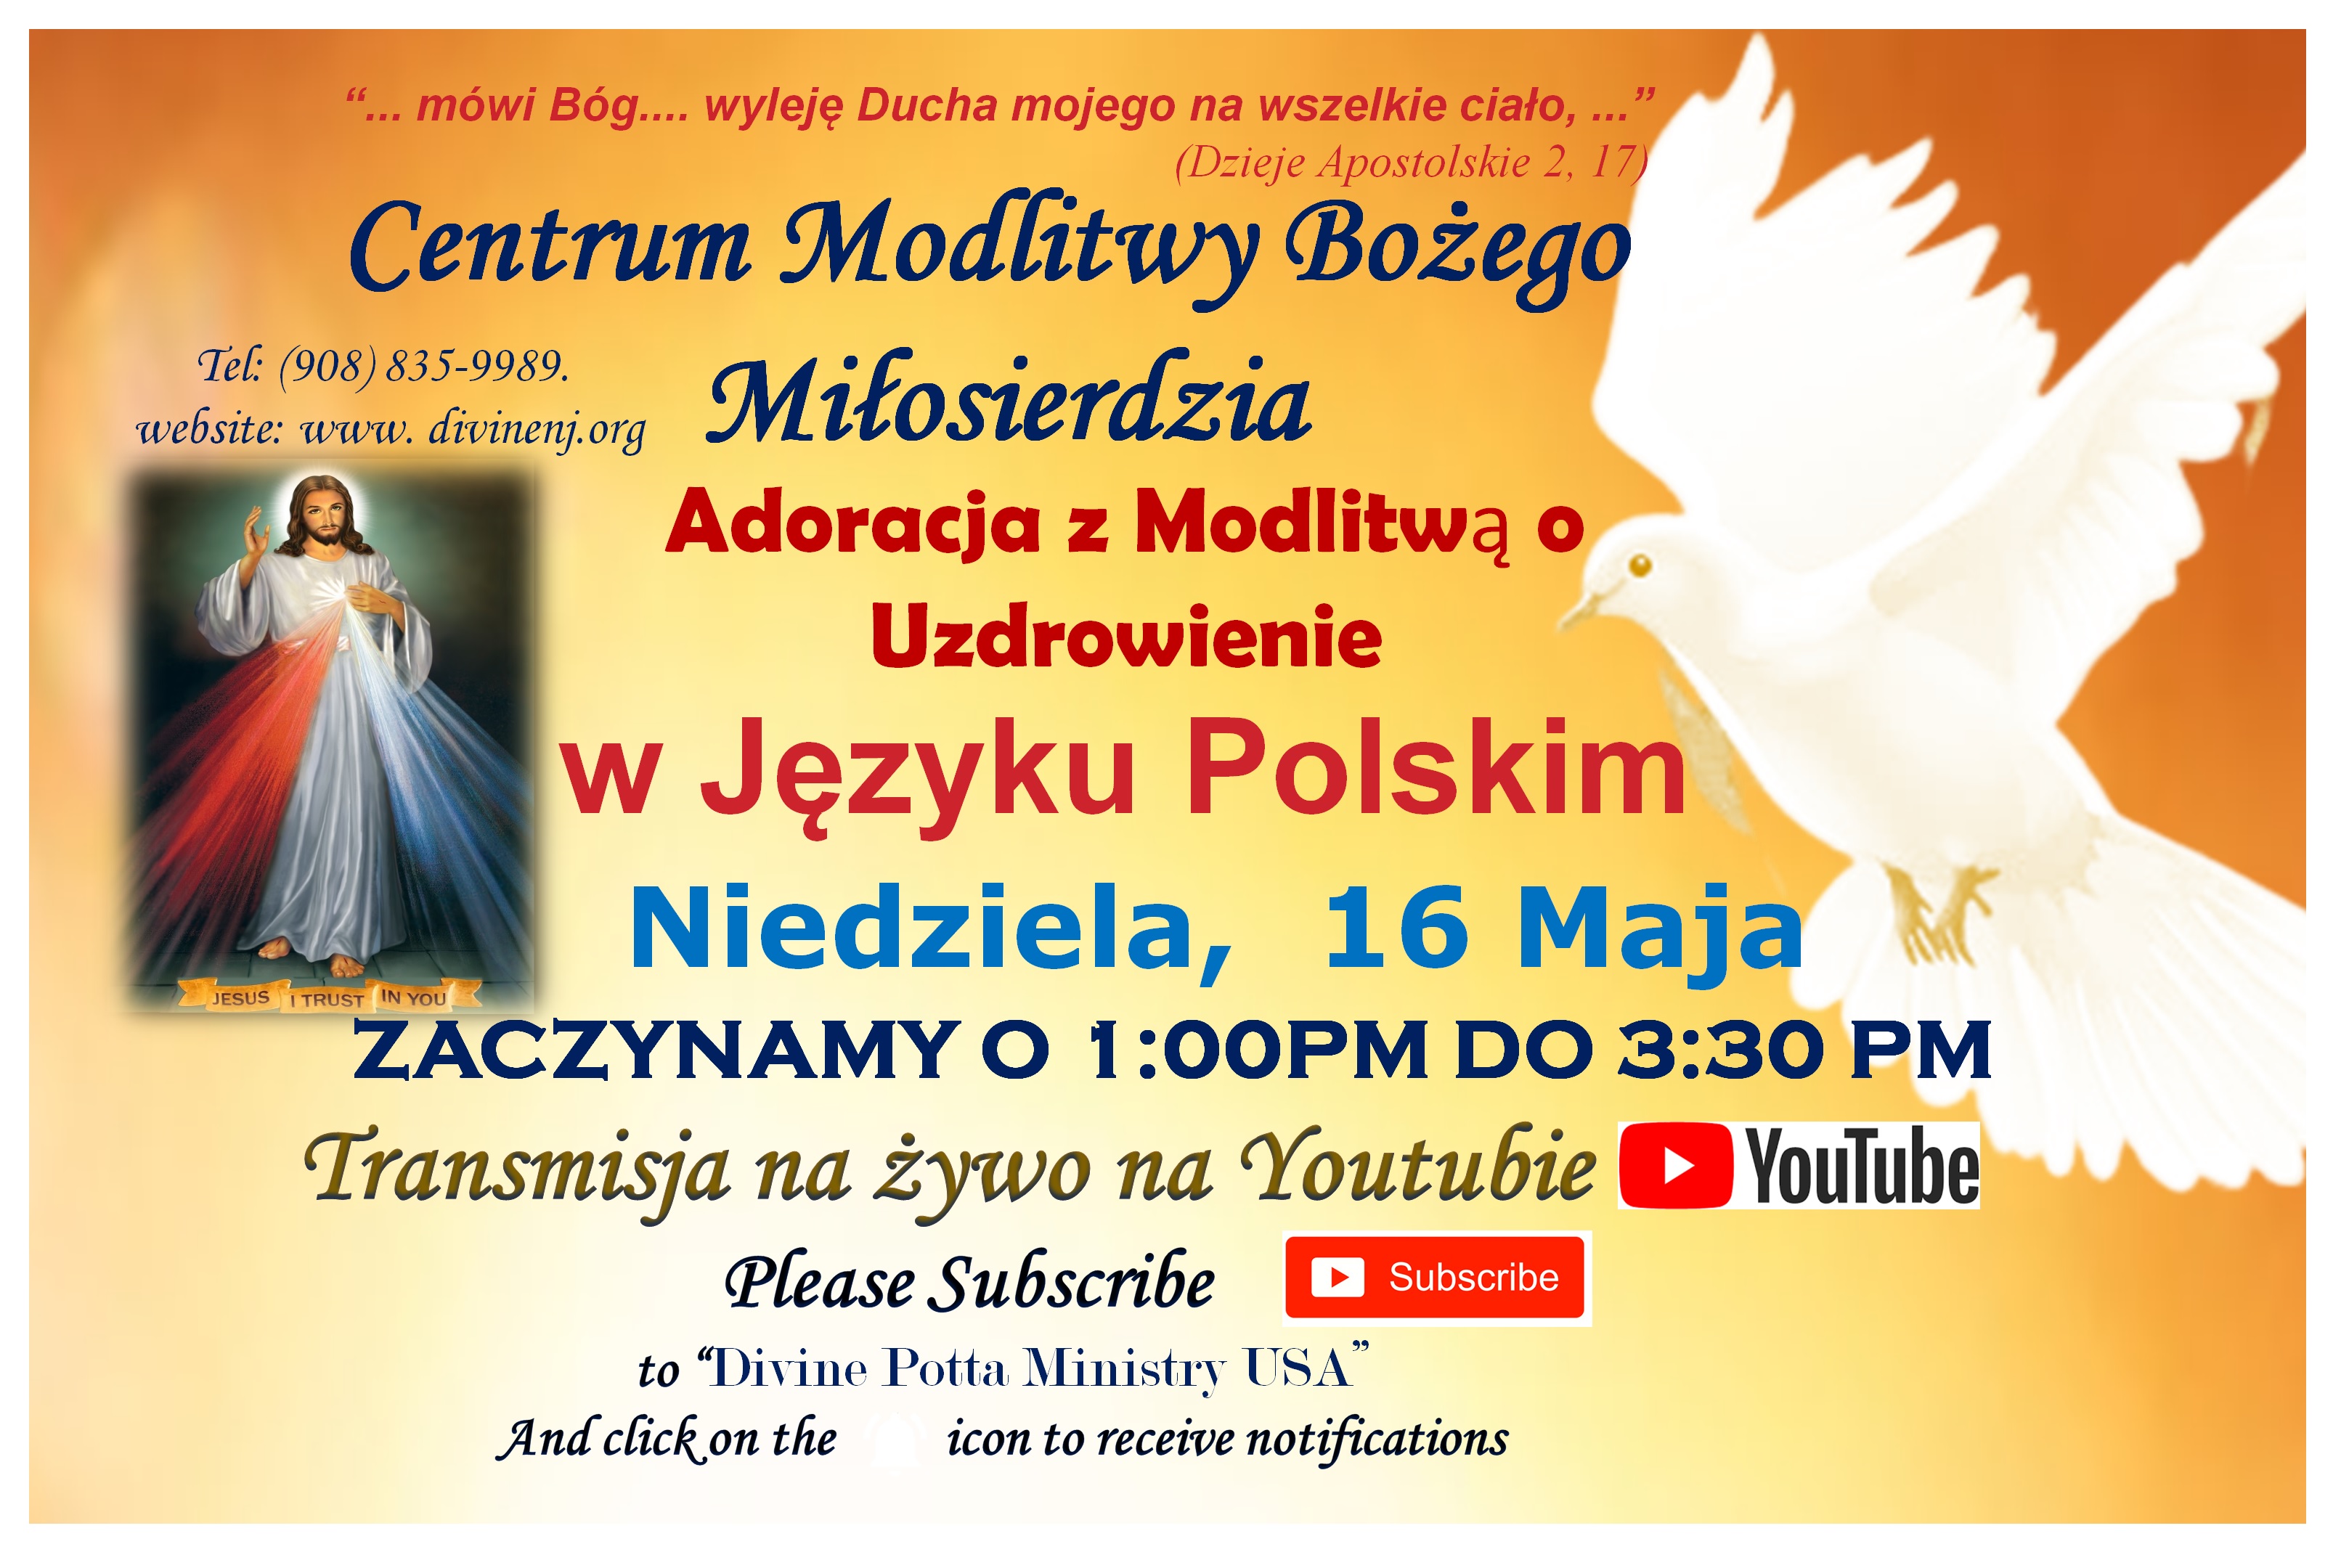 “... mówi Bóg.... wyleję Ducha mojego na wszelkie ciało, ...”
(Dzieje Apostolskie 2, 17)
Centrum Modlitwy Bożego
Miłosierdzia
Tel: (908) 835-9989.
website: www. divinenj.org
JESUS I TRUST IN YOU
Adoracja z Modlitwą o
Uzdrowienie
w Języku Polskim
Niedziela, 16 Maja
ZACZYNAMY O 1:00PM DO 3:30 PM
Transmisja na żywo na Youtubie YouTube
Please Subscribe Subscribe
to “Divine Potta Ministry USA”
And click on the icon to receive notifications